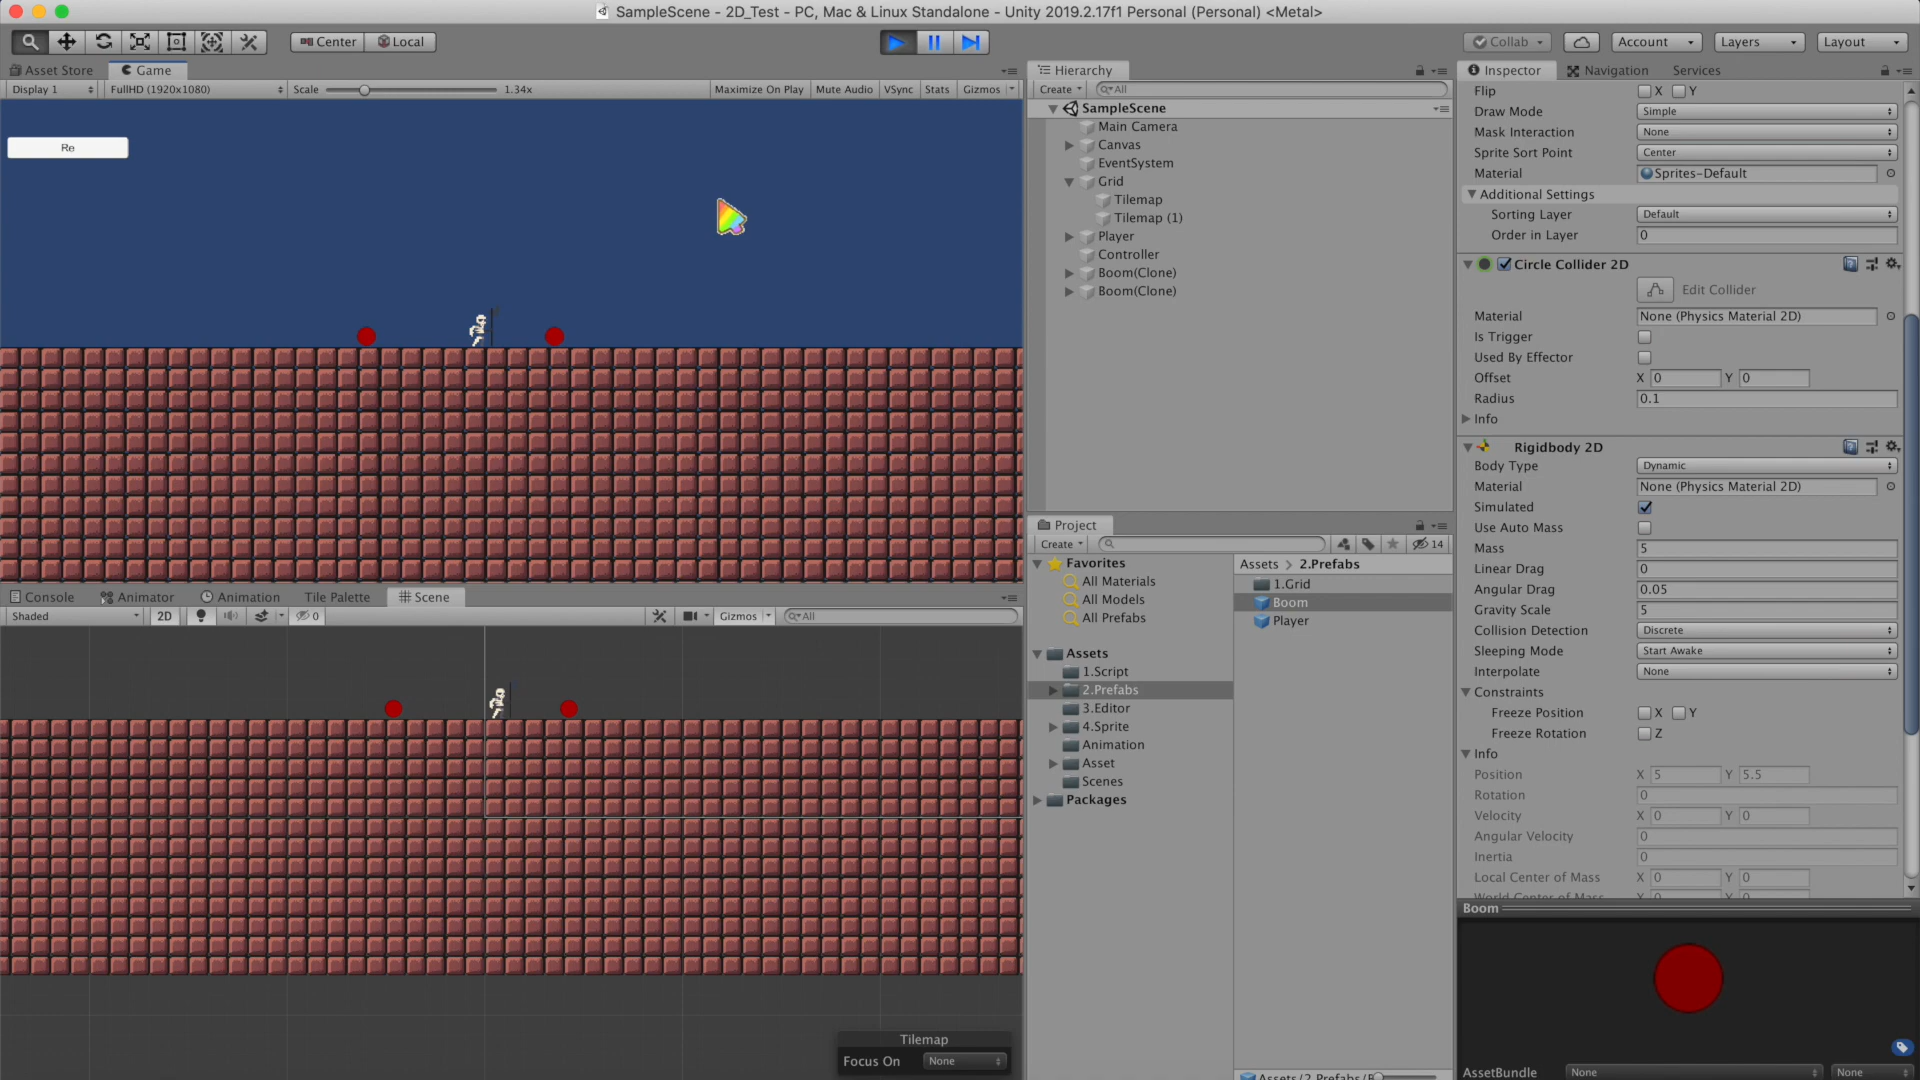 SampleScene - 2D_Test - PC, Mac & Linux Standalone - Unity 2019.2.17f1 Personal (Personal) <Metal>
Center Local
Collab Account Layers Layout
Asset Store Game
Display 1 FullHD (1920x1080) Scale 1.34x Maximize On Play Mute Audio VSync Stats Gizmos
Re
Console Animator Animation Tile Palette Scene
Shaded 2D 0 Gizmos All
Tilemap
Focus On None
Hierarchy
Create All
SampleScene
Main Camera
Canvas
EventSystem
Grid
Tilemap
Tilemap (1)
Player
Controller
Boom(Clone)
Boom(Clone)
Project
Create 14
Favorites
All Materials
All Models
All Prefabs
Assets
1.Script
2.Prefabs
3.Editor
4.Sprite
Animation
Asset
Scenes
Packages
Assets > 2.Prefabs
1.Grid
Boom
Player
Inspector Navigation Services
Flip X Y
Draw Mode Simple
Mask Interaction None
Sprite Sort Point Center
Material Sprites-Default
Additional Settings
Sorting Layer Default
Order in Layer 0
Circle Collider 2D
Edit Collider
Material None (Physics Material 2D)
Is Trigger
Used By Effector
Offset X 0 Y 0
Radius 0.1
Info
Rigidbody 2D
Body Type Dynamic
Material None (Physics Material 2D)
Simulated
Use Auto Mass
Mass 5
Linear Drag 0
Angular Drag 0.05
Gravity Scale 5
Collision Detection Discrete
Sleeping Mode Start Awake
Interpolate None
Constraints
Freeze Position X Y
Freeze Rotation Z
Info
Position X 5 Y 5.5
Rotation 0
Velocity X 0 Y 0
Angular Velocity 0
Inertia 0
Local Center of Mass X 0 Y 0
World Center of Mass X 0 Y 0
Boom
AssetBundle None None